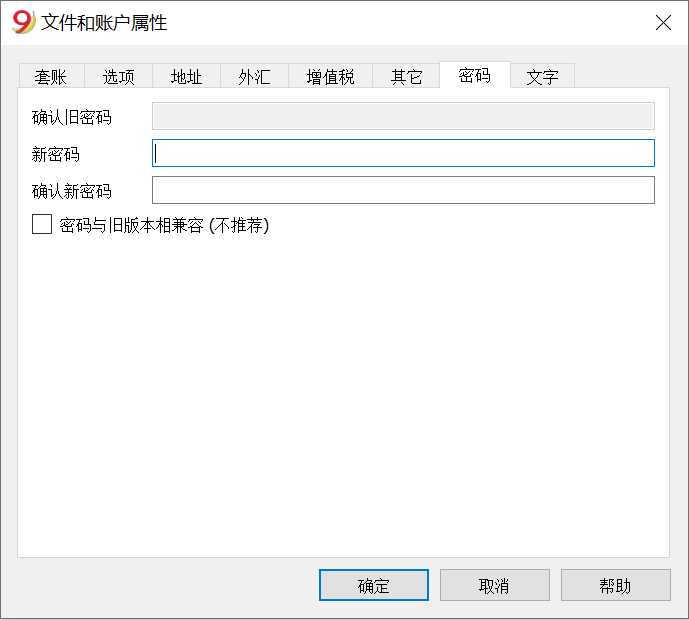 9 文件和账户属性
套账 选项 地址 外汇 增值税 其它 密码 文字
确认旧密码
新密码
确认新密码
密码与旧版本相兼容 (不推荐)
确定 取消 帮助